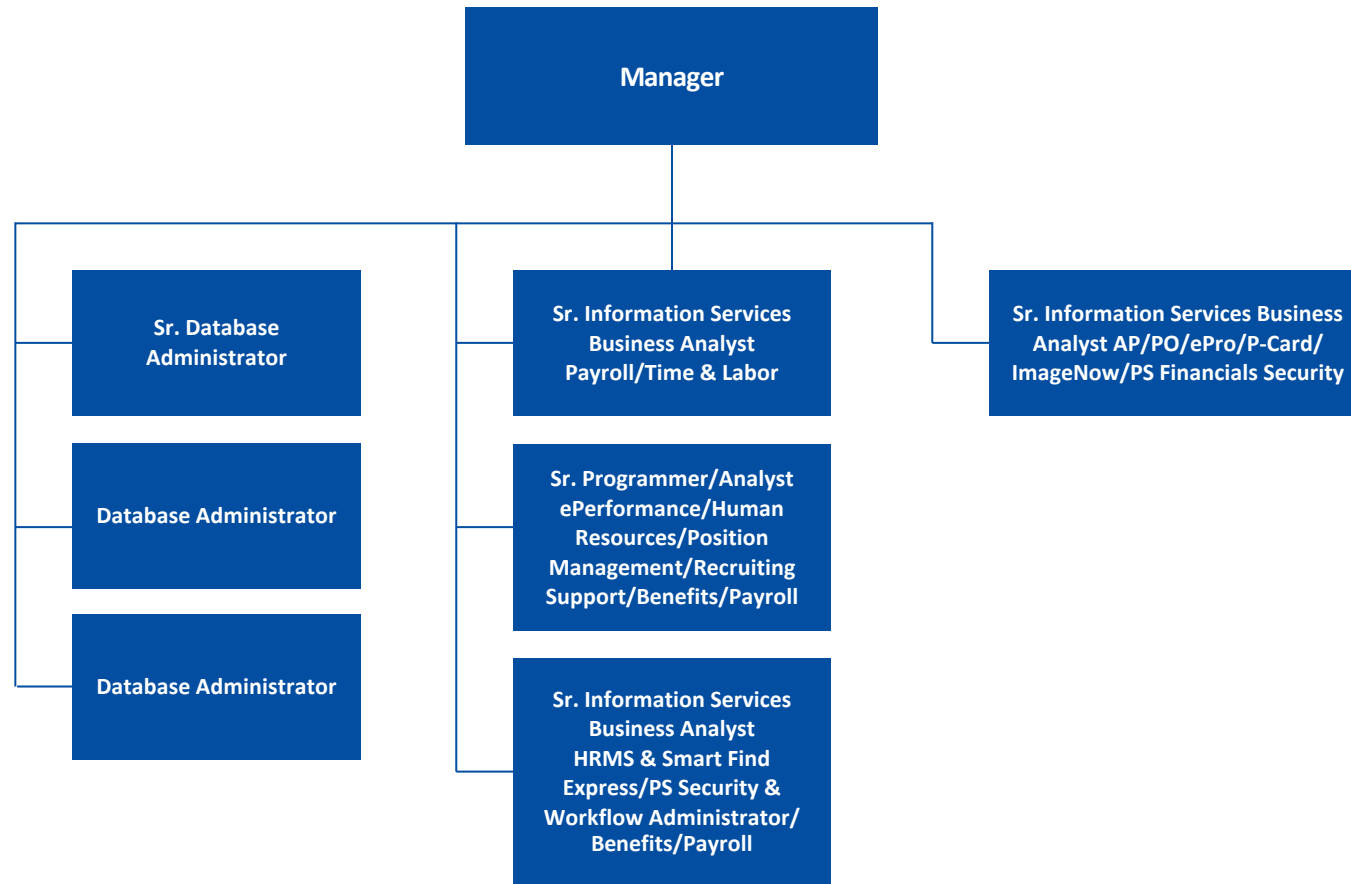 Manager
Sr. Database
Administrator
Database Administrator
Database Administrator
Sr. Information Services
Business Analyst
Payroll/Time & Labor
Sr. Programmer/Analyst
ePerformance/Human
Resources/Position
Management/Recruiting
Support/Benefits/Payroll
Sr. Information Services
Business Analyst
HRMS & Smart Find
Express/PS Security &
Workflow Administrator/
Benefits/Payroll
Sr. Information Services Business
Analyst AP/PO/ePro/P-Card/
ImageNow/PS Financials Security